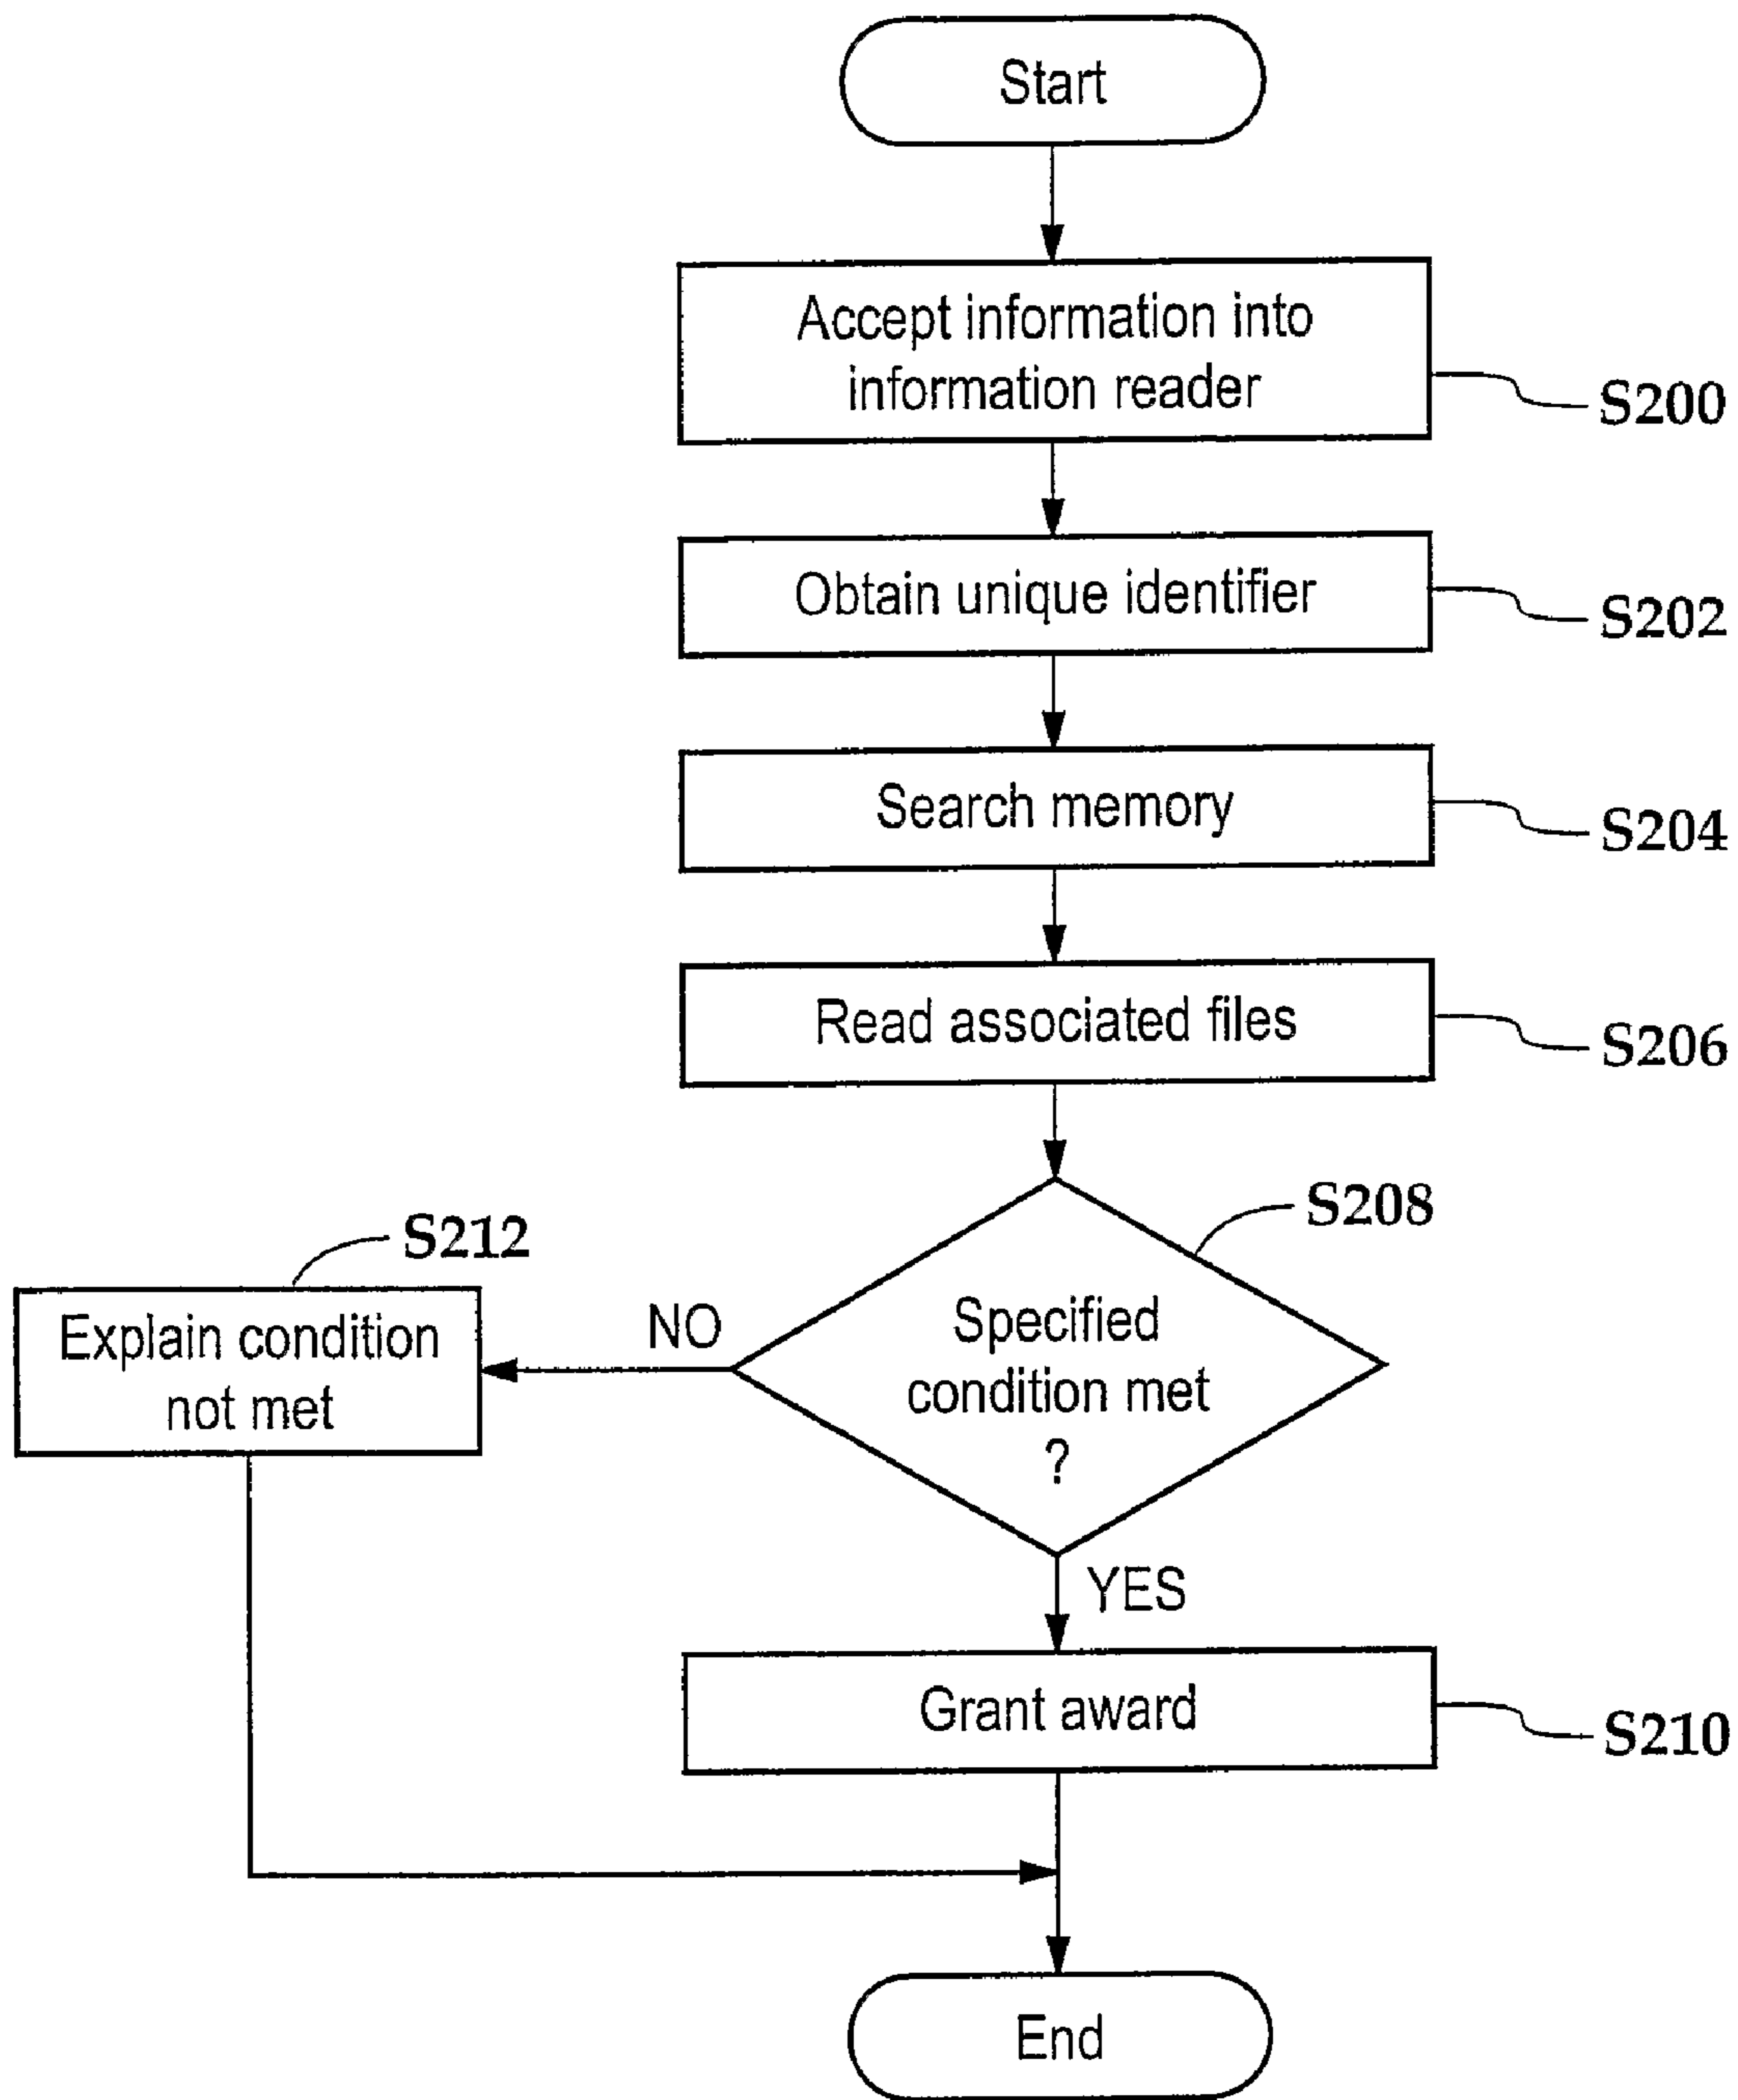 Start
Accept information into
information reader
S200
Obtain unique identifier
S202
Search memory
S204
Read associated files
S206
S208
Specified
condition met
?
NO
S212
Explain condition
not met
YES
Grant award
S210
End